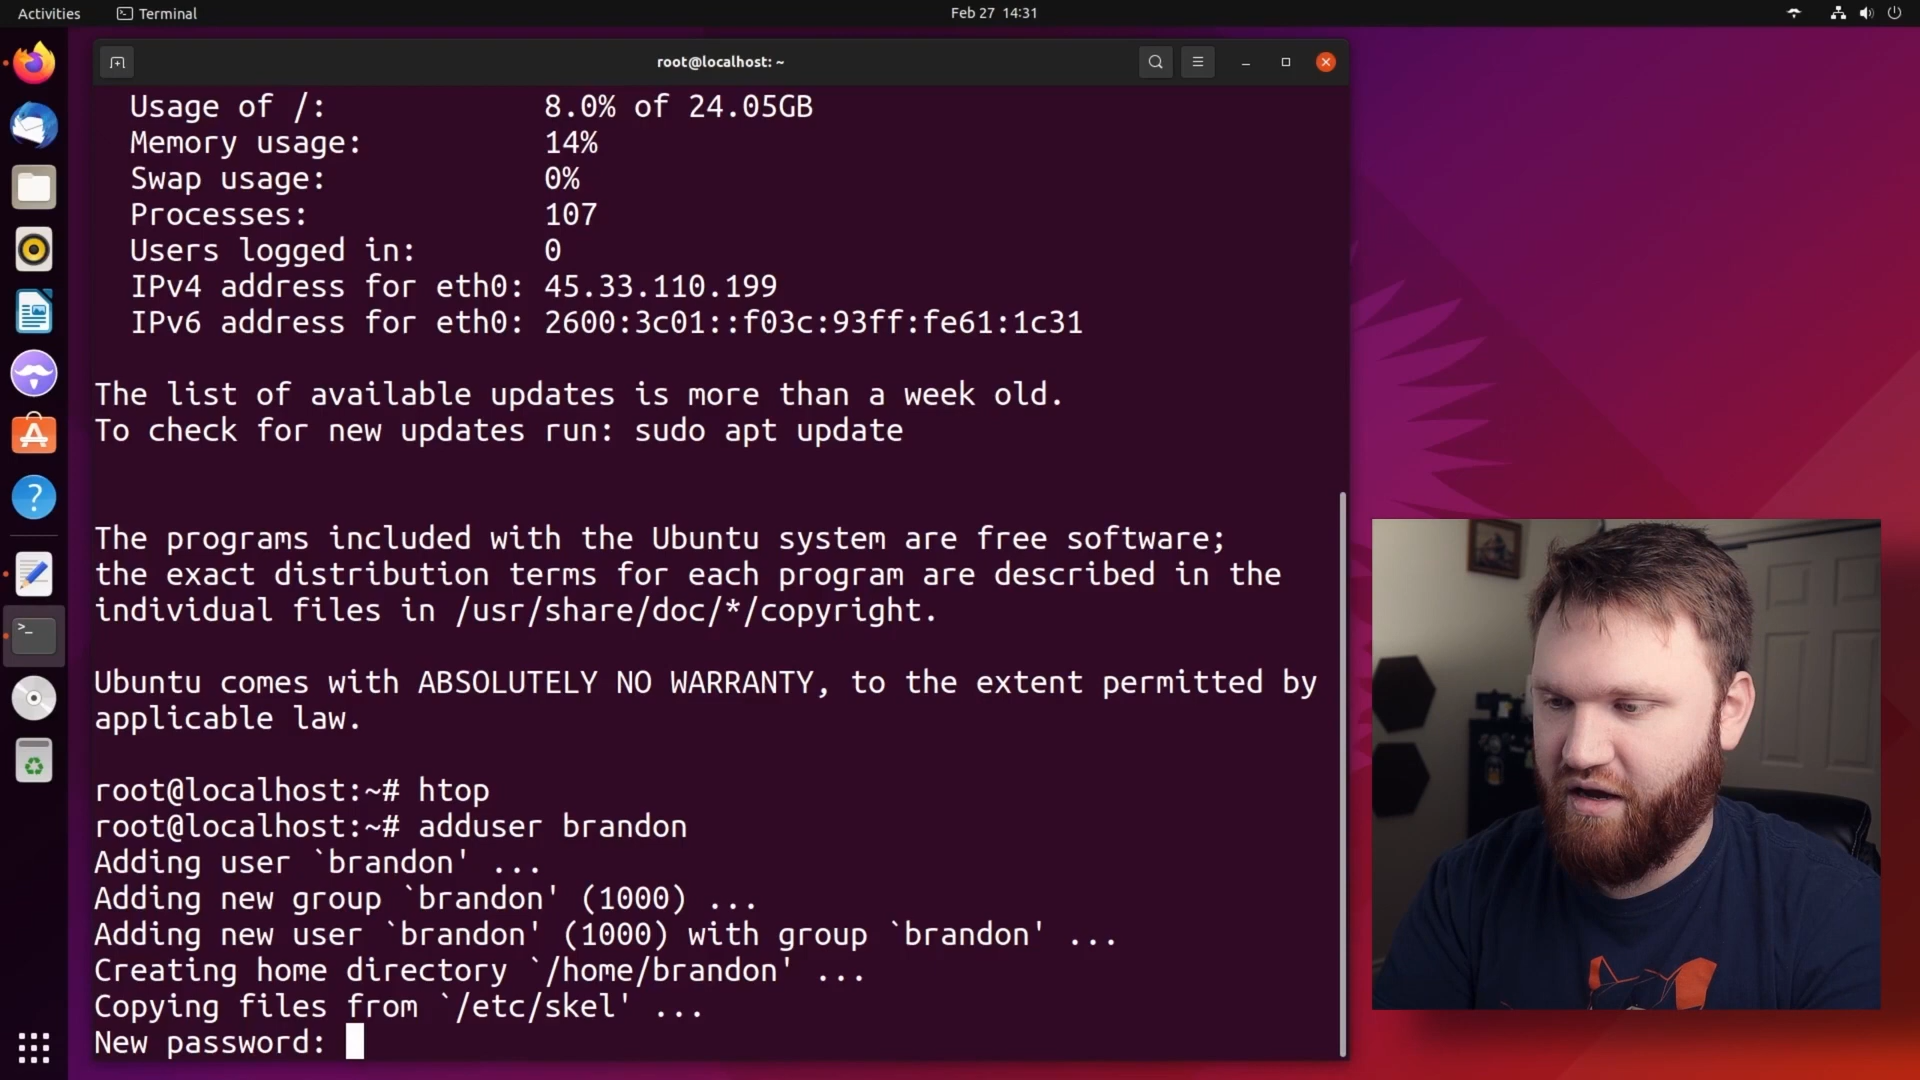 Activities
Terminal
Feb 27 14:31
root@localhost: ~
Usage of /: 8.0% of 24.05GB
Memory usage: 14%
Swap usage: 0%
Processes: 107
Users logged in: 0
IPv4 address for eth0: 45.33.110.199
IPv6 address for eth0: 2600:3c01::f03c:93ff:fe61:1c31
The list of available updates is more than a week old.
To check for new updates run: sudo apt update
The programs included with the Ubuntu system are free software;
the exact distribution terms for each program are described in the
individual files in /usr/share/doc/*/copyright.
Ubuntu comes with ABSOLUTELY NO WARRANTY, to the extent permitted by
applicable law.
root@localhost:~# htop
root@localhost:~# adduser brandon
Adding user `brandon' ...
Adding new group `brandon' (1000) ...
Adding new user `brandon' (1000) with group `brandon' ...
Creating home directory `/home/brandon' ...
Copying files from `/etc/skel' ...
New password: